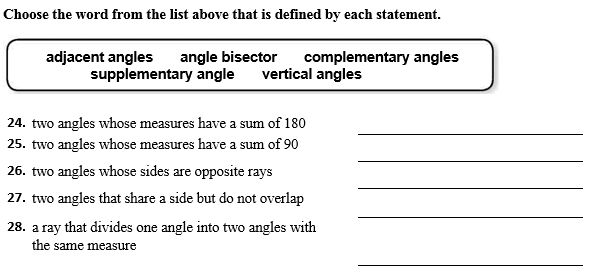 Choose the word from the list above that is defined by each statement.
adjacent angles angle bisector complementary angles
supplementary angle vertical angles
24. two angles whose measures have a sum of 180
25. two angles whose measures have a sum of 90
26. two angles whose sides are opposite rays
27. two angles that share a side but do not overlap
28. a ray that divides one angle into two angles with
the same measure